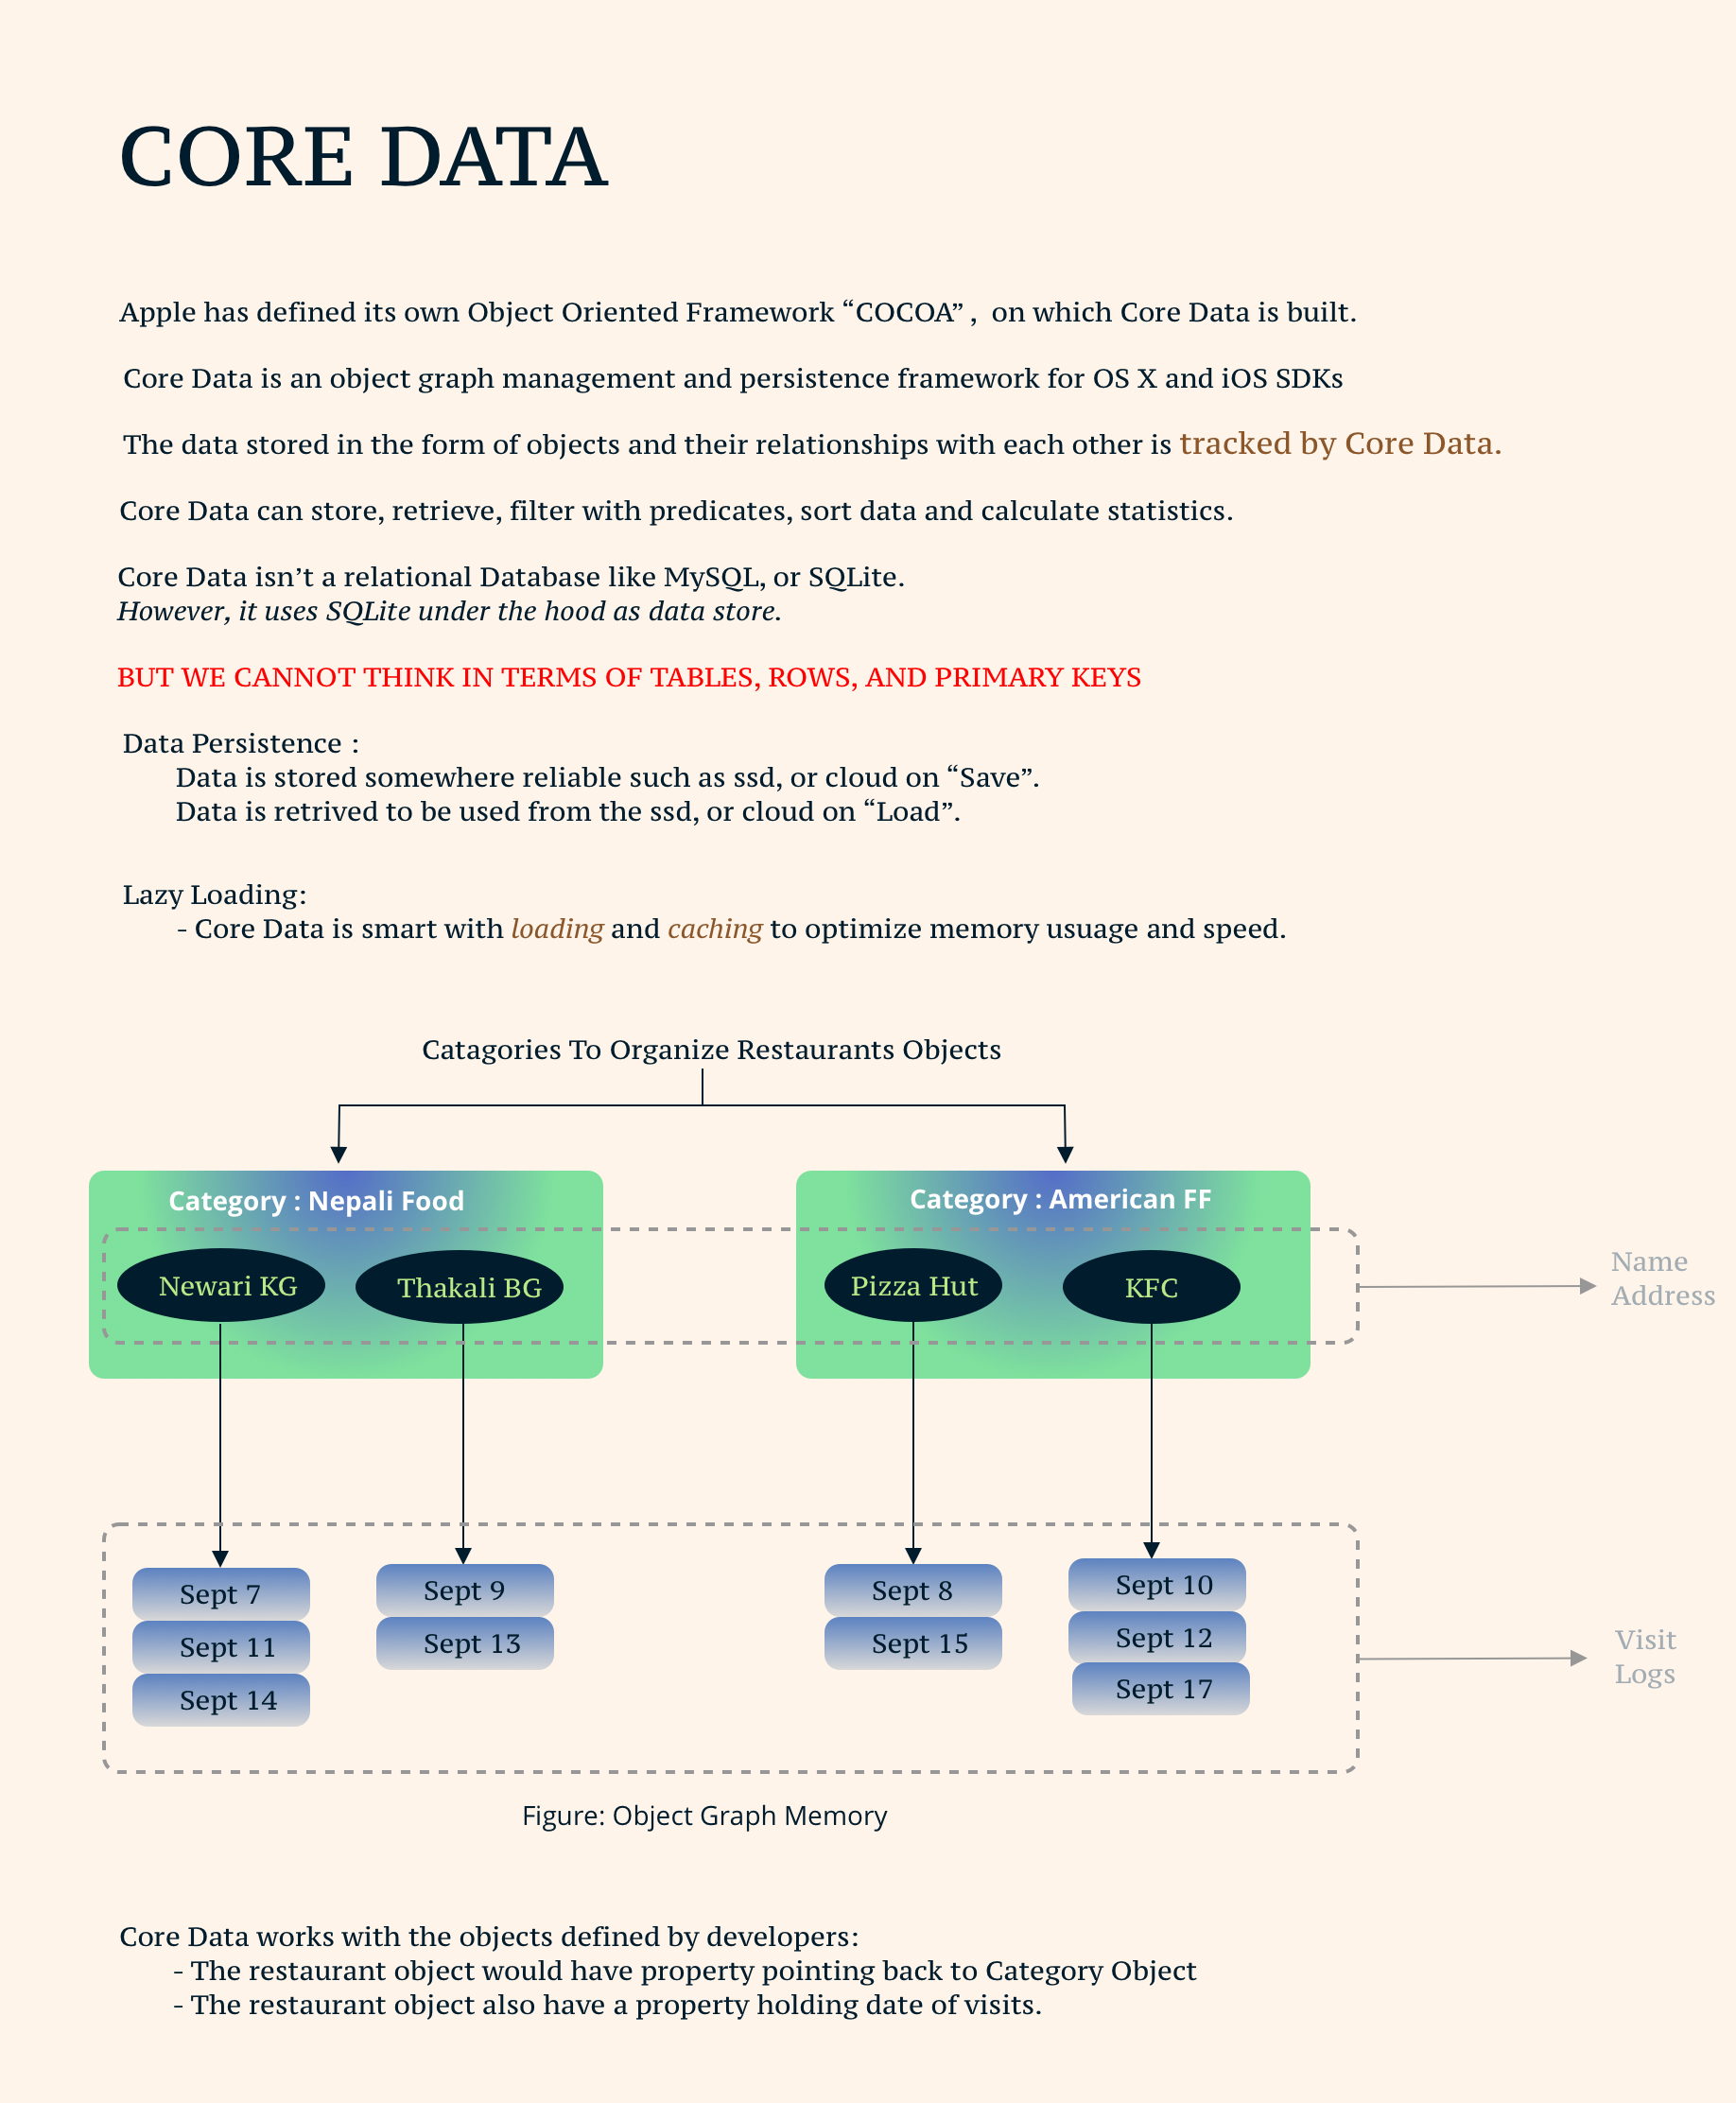 CORE DATA
Apple has defined its own Object Oriented Framework “COCOA” ,  on which Core Data is built.
Core Data is an object graph management and persistence framework for OS X and iOS SDKs
The data stored in the form of objects and their relationships with each other is tracked by Core Data.
Core Data can store, retrieve, filter with predicates, sort data and calculate statistics.
Core Data isn’t a relational Database like MySQL, or SQLite.
However, it uses SQLite under the hood as data store.
BUT WE CANNOT THINK IN TERMS OF TABLES, ROWS, AND PRIMARY KEYS
Data Persistence :
Data is stored somewhere reliable such as ssd, or cloud on “Save”.
Data is retrived to be used from the ssd, or cloud on “Load”.
Lazy Loading:
- Core Data is smart with loading and caching to optimize memory usuage and speed.
Catagories To Organize Restaurants Objects
Category : Nepali Food
Category : American FF
Newari KG
Thakali BG
Pizza Hut
KFC
Name
Address
Sept 7
Sept 11
Sept 14
Sept 9
Sept 13
Sept 8
Sept 15
Sept 10
Sept 12
Sept 17
Visit
Logs
Figure: Object Graph Memory
Core Data works with the objects defined by developers:
- The restaurant object would have property pointing back to Category Object
- The restaurant object also have a property holding date of visits.